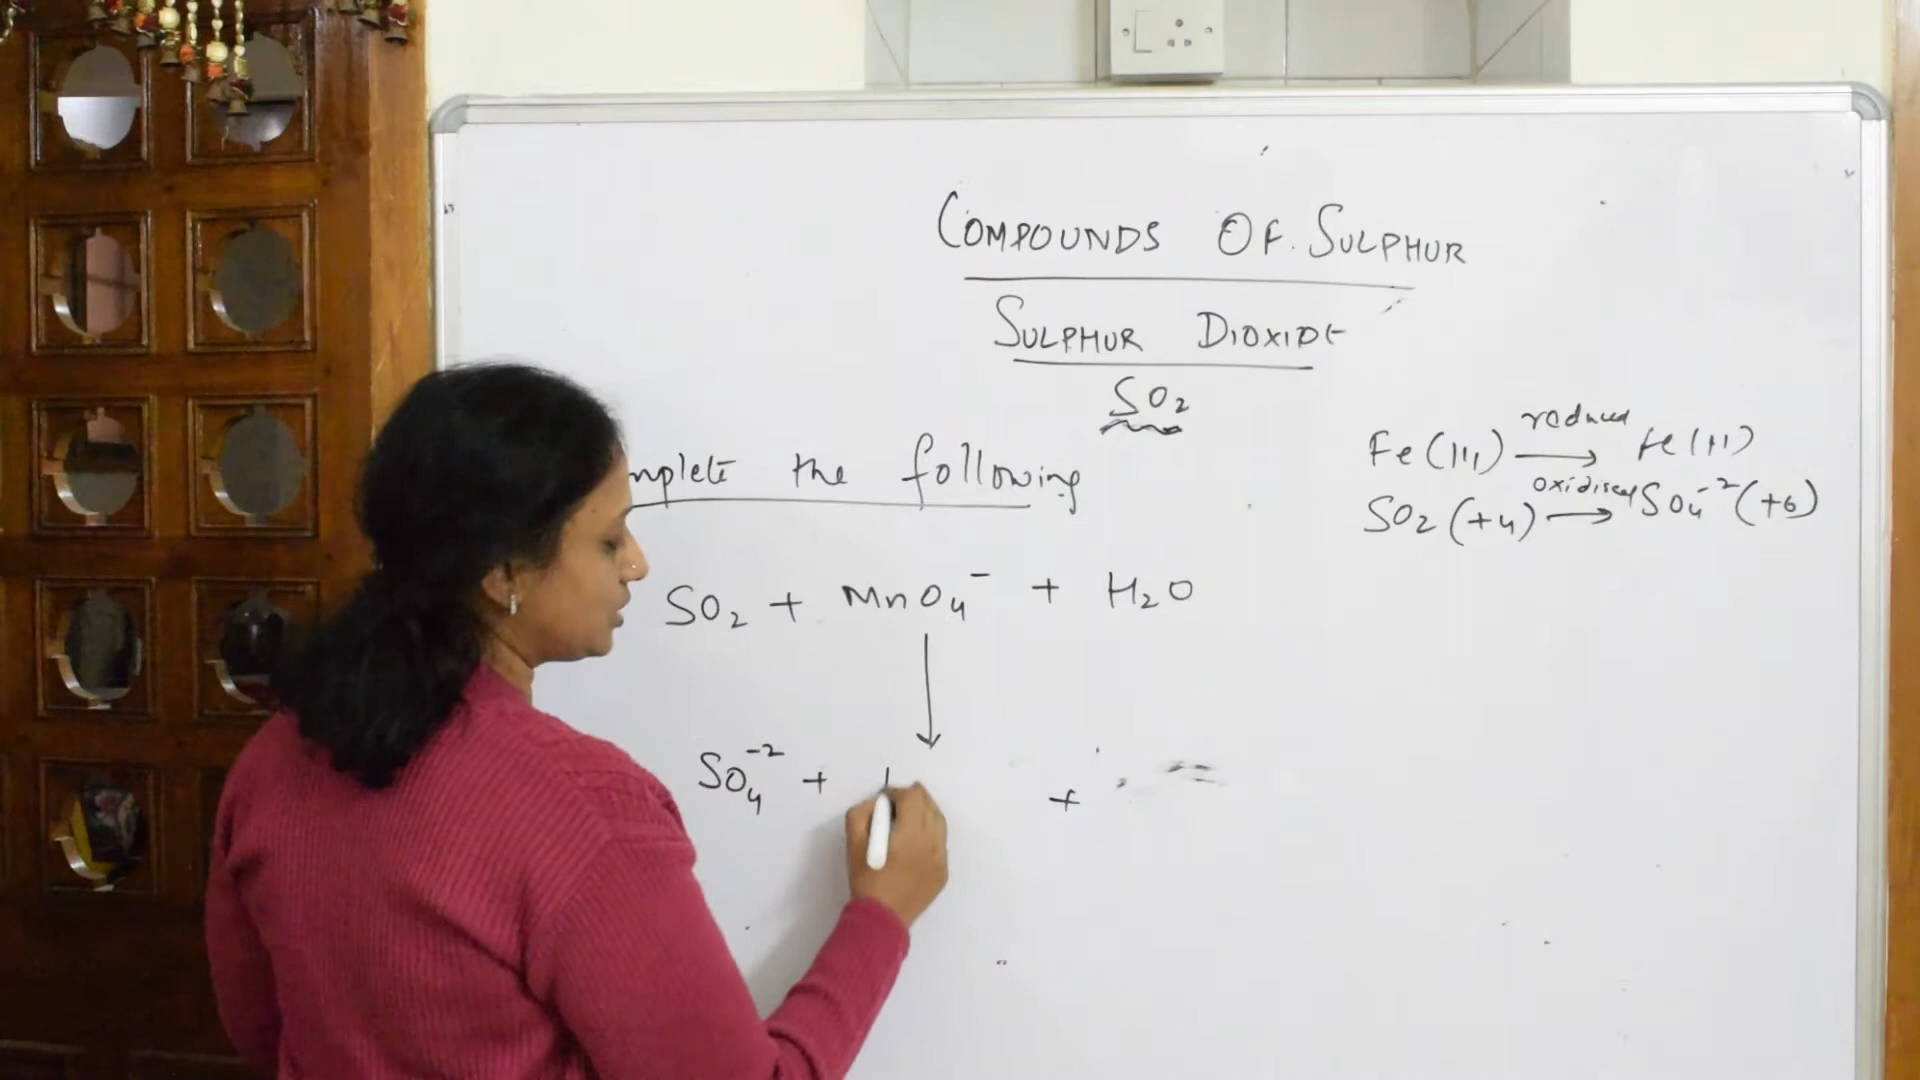 COMPOUNDS OF. SULPHUR
SULPHUR DIOXIDE
SO₂
mplete the following
Fe(III) reduced → Fe(II)
SO₂(+4) oxidised → SO₄⁻²(+6)
SO₂ + MnO₄⁻ + H₂O
↓
SO₄⁻² + +